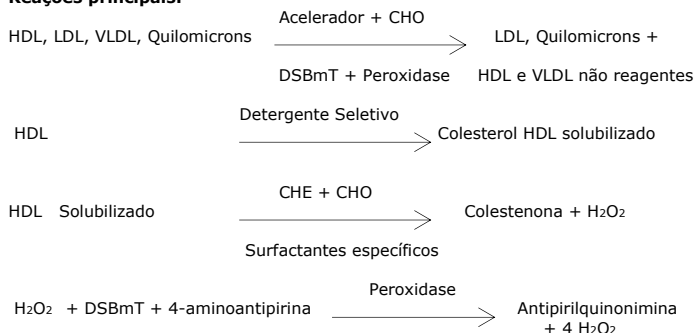 Reações principais:
Acelerador + CHO
HDL, LDL, VLDL, Quilomicrons
LDL, Quilomicrons +
DSBmT + Peroxidase
HDL e VLDL não reagentes
Detergente Seletivo
HDL
Colesterol HDL solubilizado
CHE + CHO
HDL Solubilizado
Colestenona + H2O2
Surfactantes específicos
Peroxidase
H2O2 + DSBmT + 4-aminoantipirina
Antipirilquinonimina
+ 4 H2O2